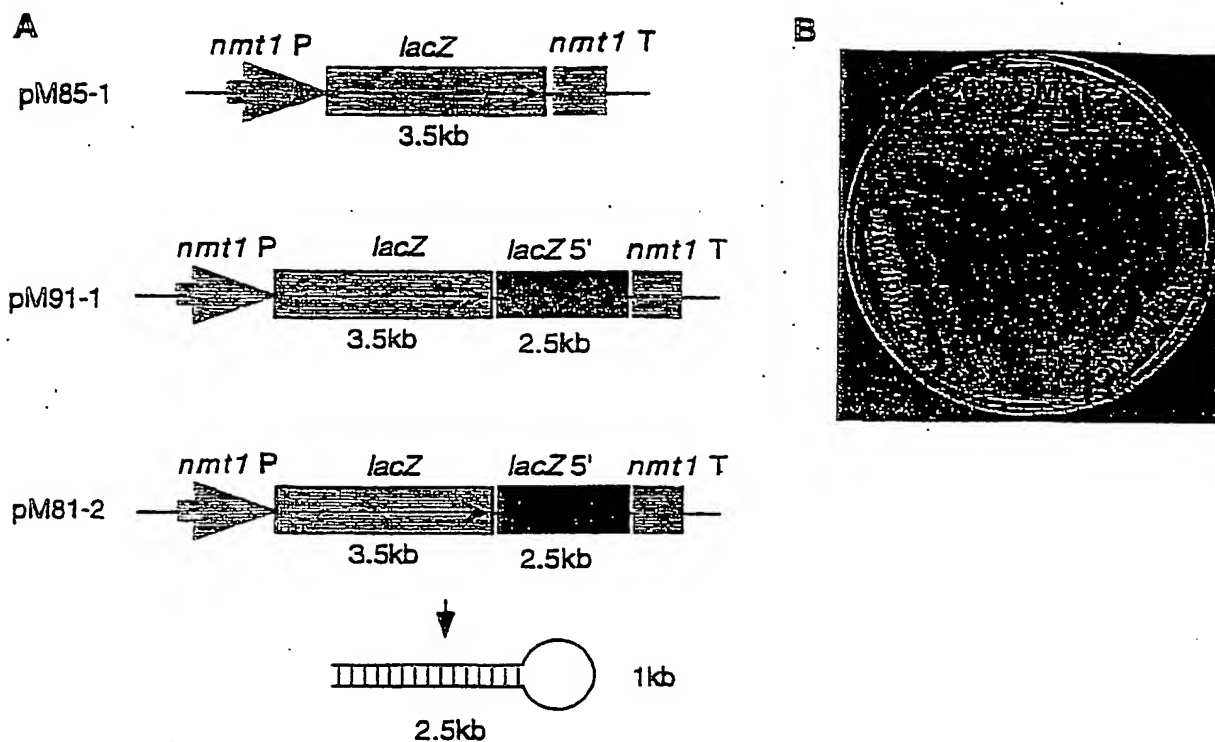 A
nmt1 P lacZ nmt1 T
pM85-1
3.5kb
nmt1 P lacZ lacZ 5' nmt1 T
pM91-1
3.5kb 2.5kb
nmt1 P lacZ lacZ 5' nmt1 T
pM81-2
3.5kb 2.5kb
1kb
2.5kb
B